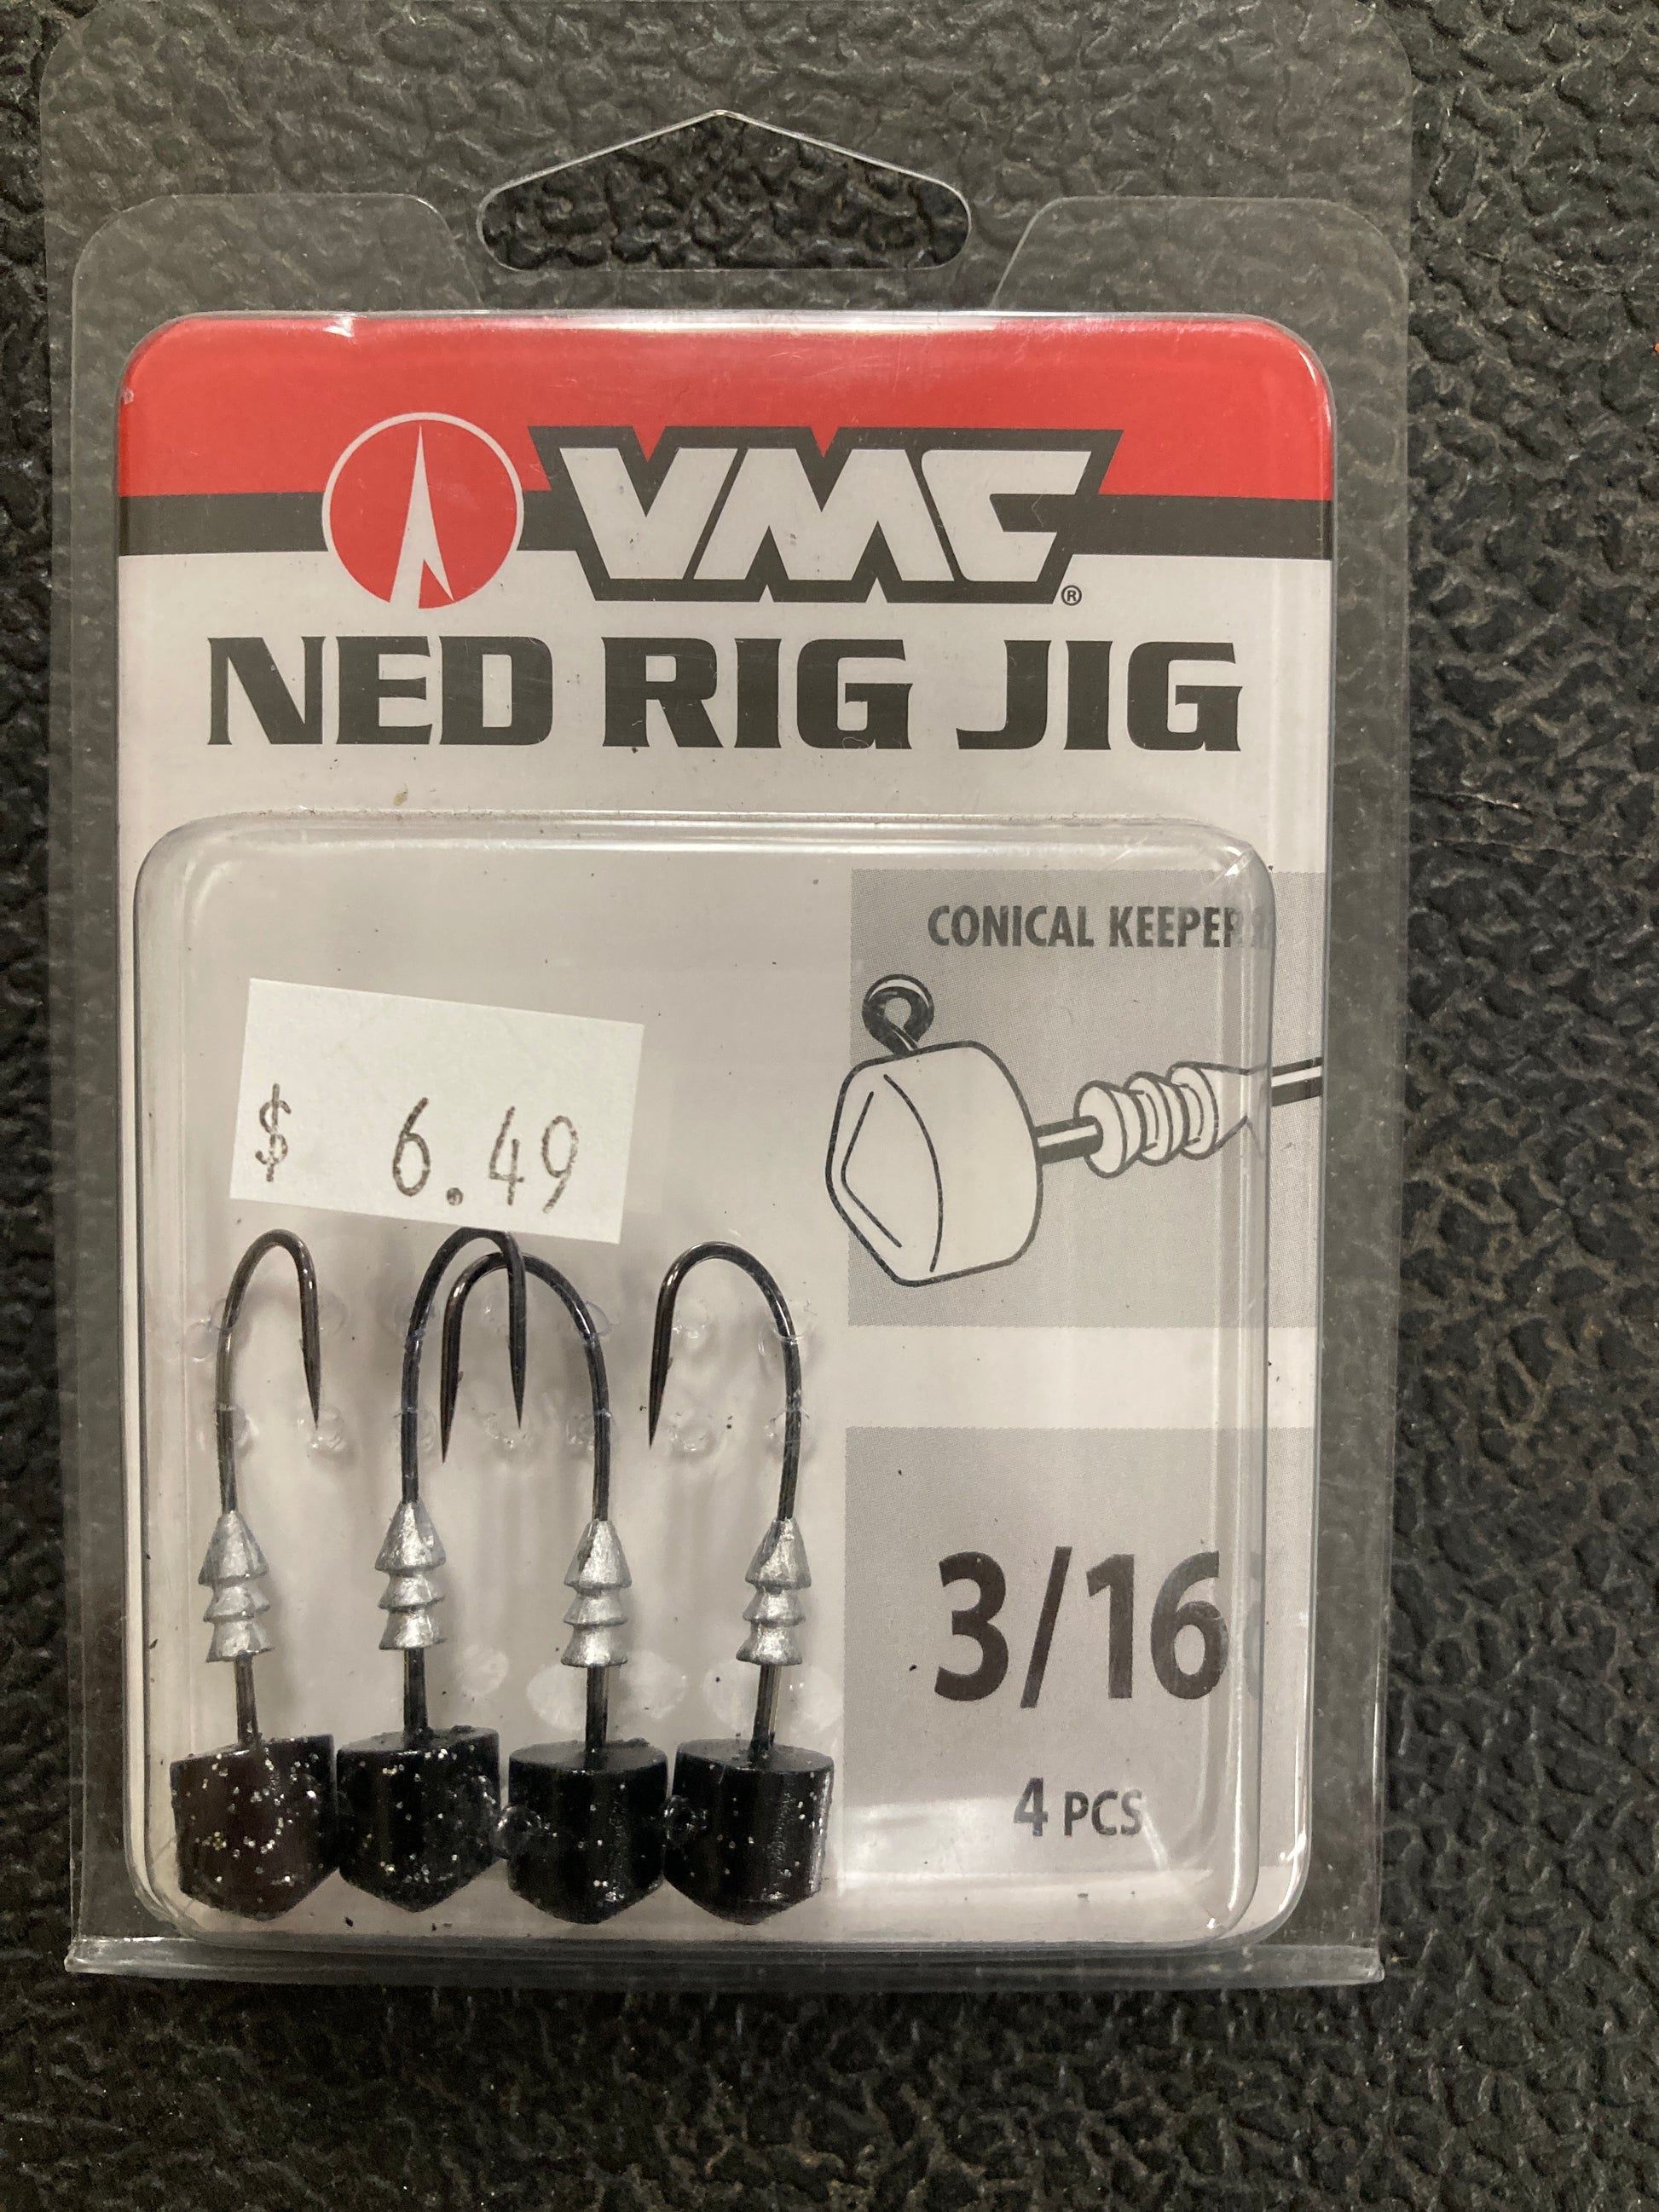 VMC®
NED RIG JIG
CONICAL KEEPER
$ 6.49
3/16
4 PCS